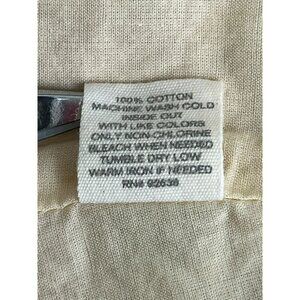 100% COTTON
MACHINE WASH COLD
INSIDE OUT
WITH LIKE COLORS
ONLY NON-CHLORINE
BLEACH WHEN NEEDED
TUMBLE DRY LOW
WARM IRON IF NEEDED
RN# 92638